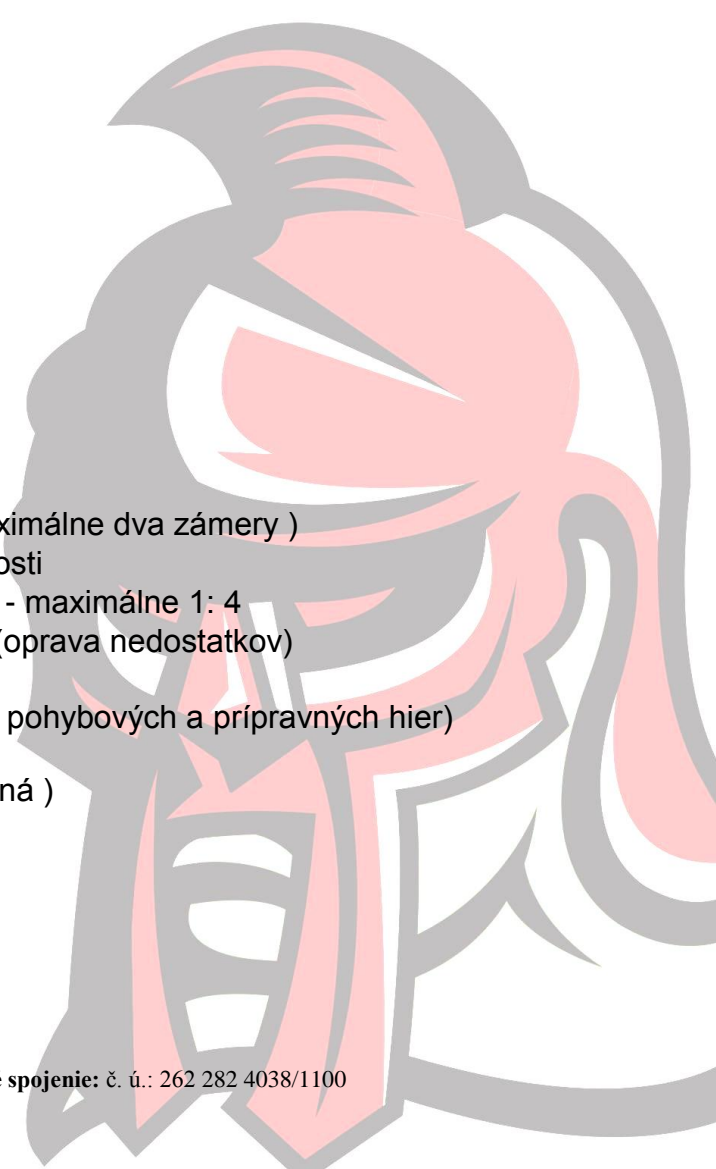 ximálne dva zámery )
osti
- maximálne 1: 4
(oprava nedostatkov)
pohybových a prípravných hier)
ná )
é spojenie: č. ú.: 262 282 4038/1100